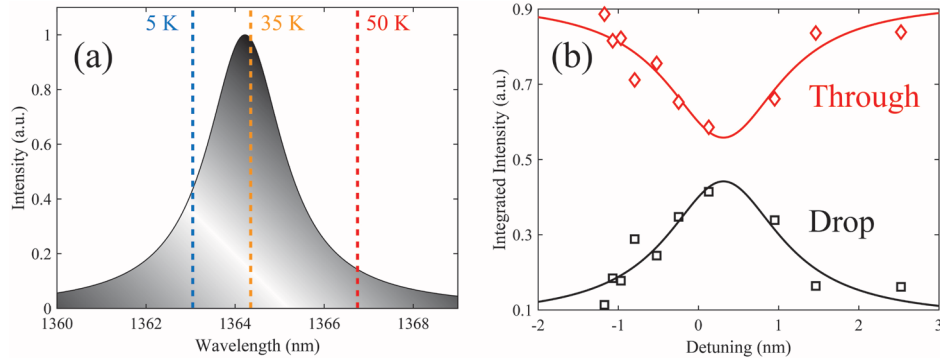 5 K
35 K
50 K
(a)
1
0.8
0.6
0.4
0.2
0
1360
1362
1364
1366
1368
Intensity (a.u.)
Wavelength (nm)
(b)
Through
Drop
0.9
0.7
0.5
0.3
0.1
-2
-1
0
1
2
3
Integrated Intensity (a.u.)
Detuning (nm)